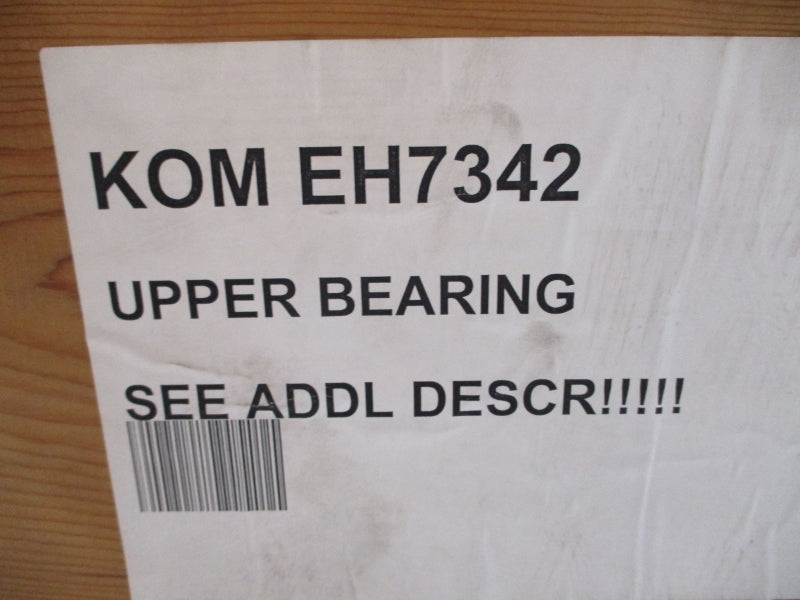 KOM EH7342
UPPER BEARING
SEE ADDL DESCR!!!!!